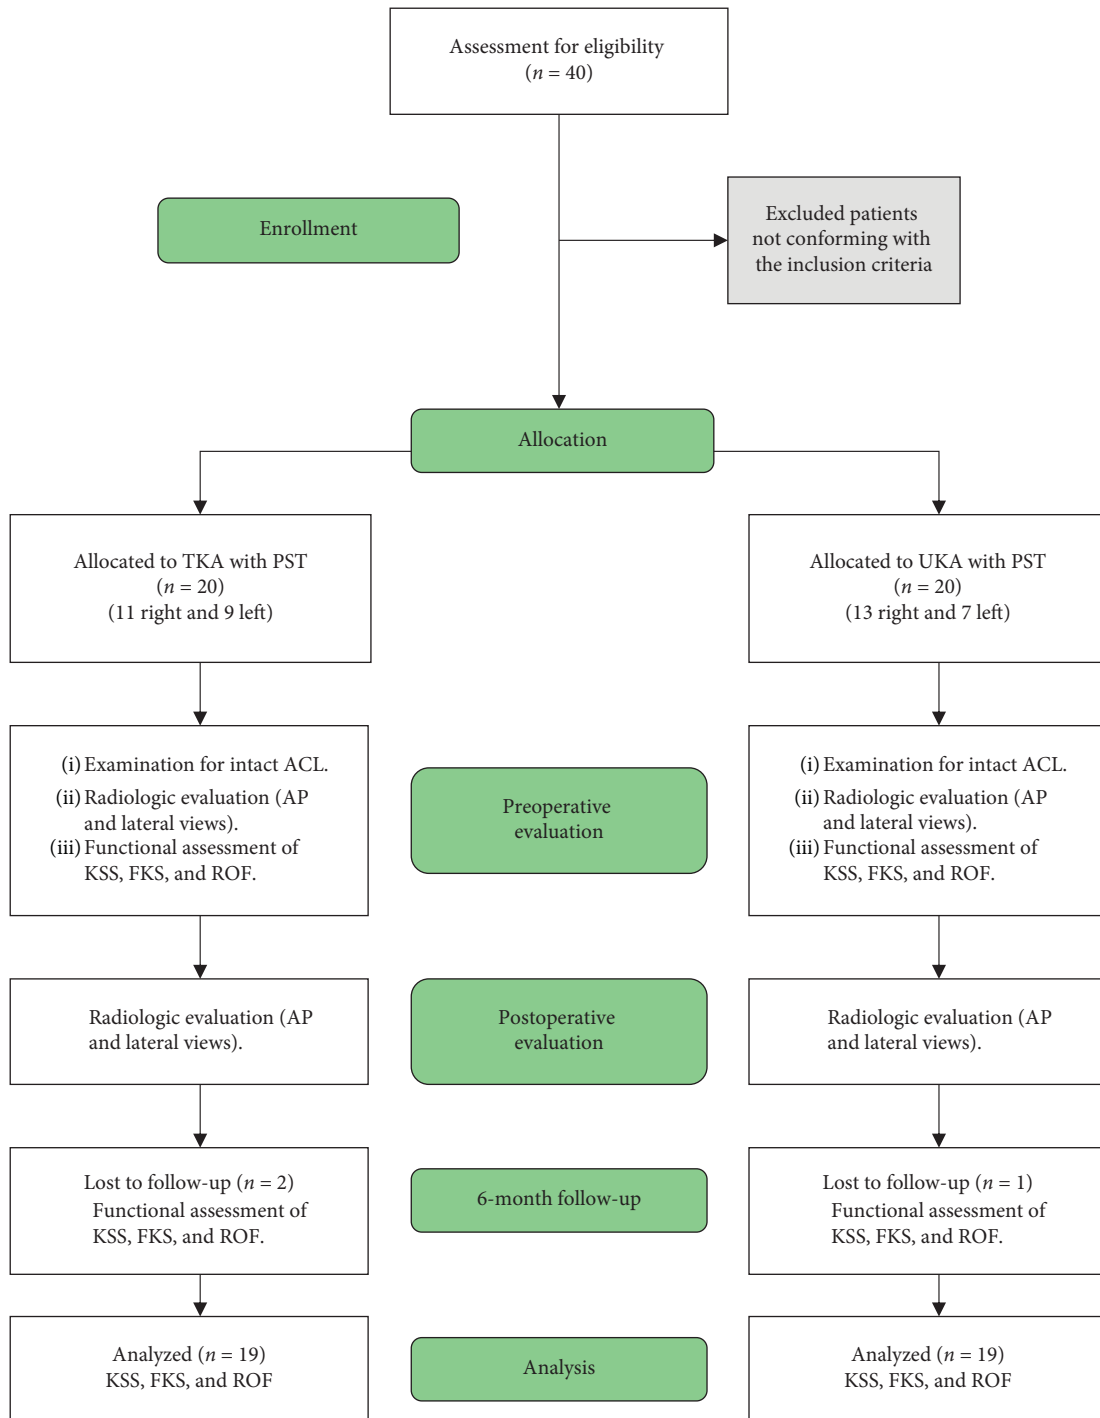 Assessment for eligibility
(n = 40)
Enrollment
Excluded patients
not conforming with
the inclusion criteria
Allocation
Allocated to TKA with PST
(n = 20)
(11 right and 9 left)
Allocated to UKA with PST
(n = 20)
(13 right and 7 left)
(i) Examination for intact ACL.
(ii) Radiologic evaluation (AP
and lateral views).
(iii) Functional assessment of
KSS, FKS, and ROF.
Preoperative
evaluation
(i) Examination for intact ACL.
(ii) Radiologic evaluation (AP
and lateral views).
(iii) Functional assessment of
KSS, FKS, and ROF.
Radiologic evaluation (AP
and lateral views).
Postoperative
evaluation
Radiologic evaluation (AP
and lateral views).
Lost to follow-up (n = 2)
Functional assessment of
KSS, FKS, and ROF.
6-month follow-up
Lost to follow-up (n = 1)
Functional assessment of
KSS, FKS, and ROF.
Analyzed (n = 19)
KSS, FKS, and ROF
Analysis
Analyzed (n = 19)
KSS, FKS, and ROF